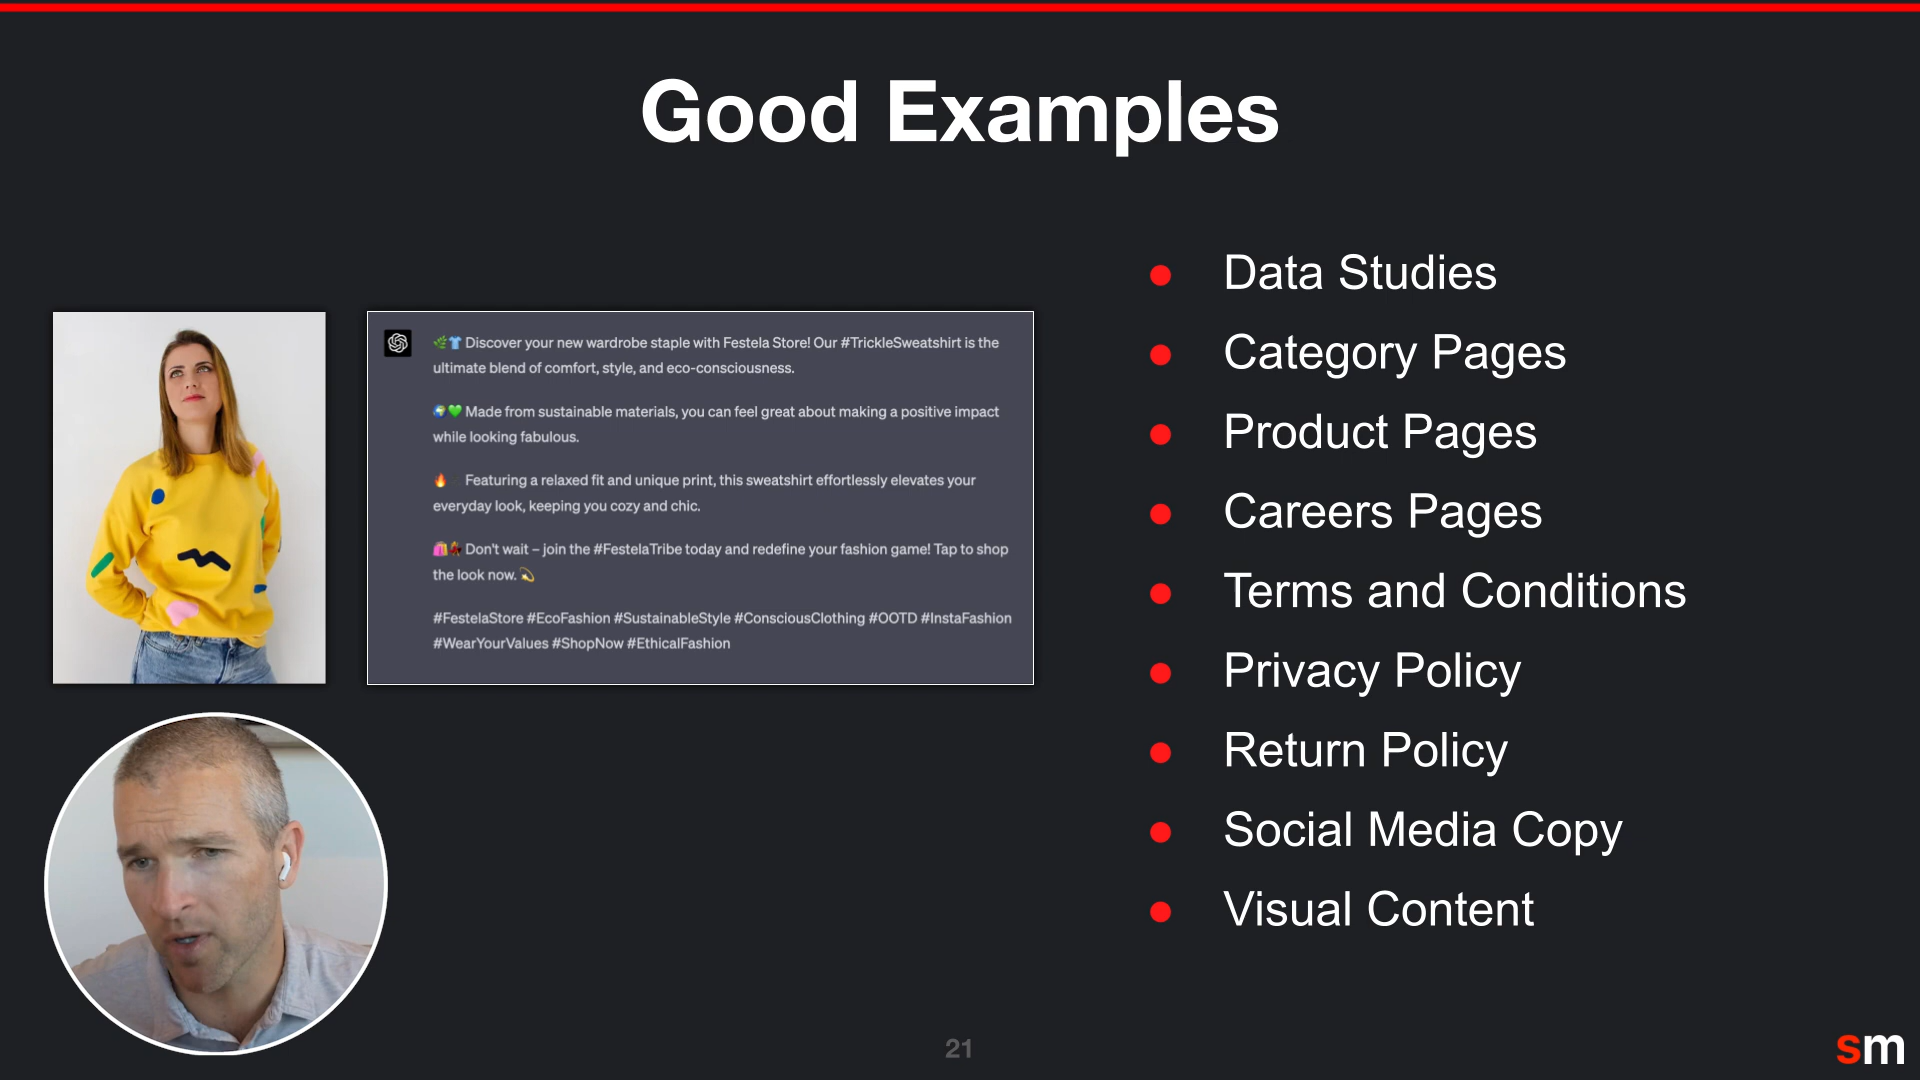 Good Examples
🌿👕 Discover your new wardrobe staple with Festela Store! Our #TrickleSweatshirt is the
ultimate blend of comfort, style, and eco-consciousness.
🌍💚 Made from sustainable materials, you can feel great about making a positive impact
while looking fabulous.
🔥 Featuring a relaxed fit and unique print, this sweatshirt effortlessly elevates your
everyday look, keeping you cozy and chic.
🛍️💃 Don't wait – join the #FestelaTribe today and redefine your fashion game! Tap to shop
the look now. 💫
#FestelaStore #EcoFashion #SustainableStyle #ConsciousClothing #OOTD #InstaFashion
#WearYourValues #ShopNow #EthicalFashion
● Data Studies
● Category Pages
● Product Pages
● Careers Pages
● Terms and Conditions
● Privacy Policy
● Return Policy
● Social Media Copy
● Visual Content
21
sm